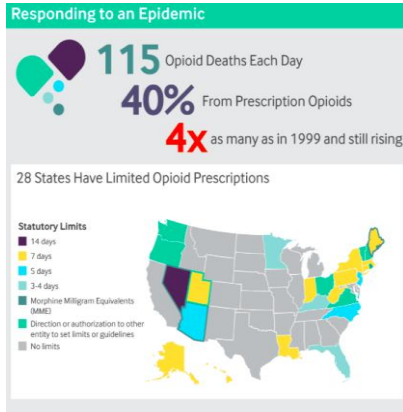 Responding to an Epidemic
115 Opioid Deaths Each Day
40% From Prescription Opioids
4x as many as in 1999 and still rising
28 States Have Limited Opioid Prescriptions
Statutory Limits
14 days
7 days
5 days
3-4 days
Morphine Milligram Equivalents
(MME)
Direction or authorization to other
entity to set limits or guidelines
No limits